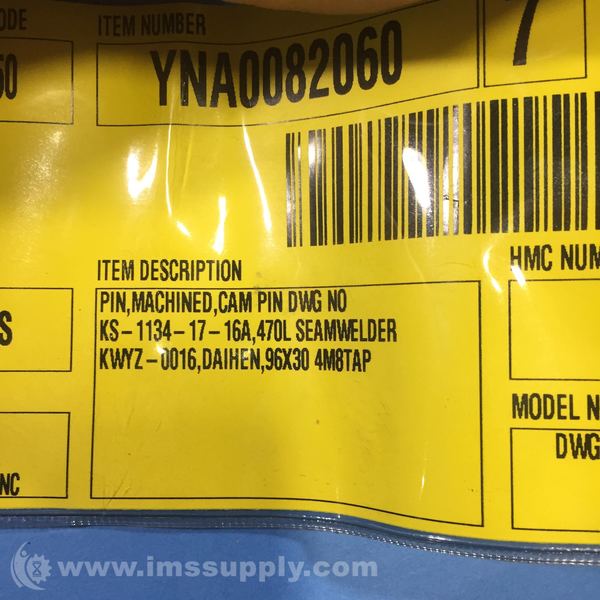 ODE
ITEM NUMBER
YNA0082060
7
HMC NUM
ITEM DESCRIPTION
PIN,MACHINED,CAM PIN DWG NO
KS-1134-17-16A,470L SEAMWELDER
KWYZ-0016,DAIHEN,96X30 4M8TAP
S
MODEL N
DWG
NC
www.imssupply.com